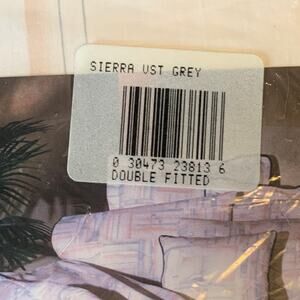 SIERRA VST GREY
0 30473 23813 6
DOUBLE FITTED